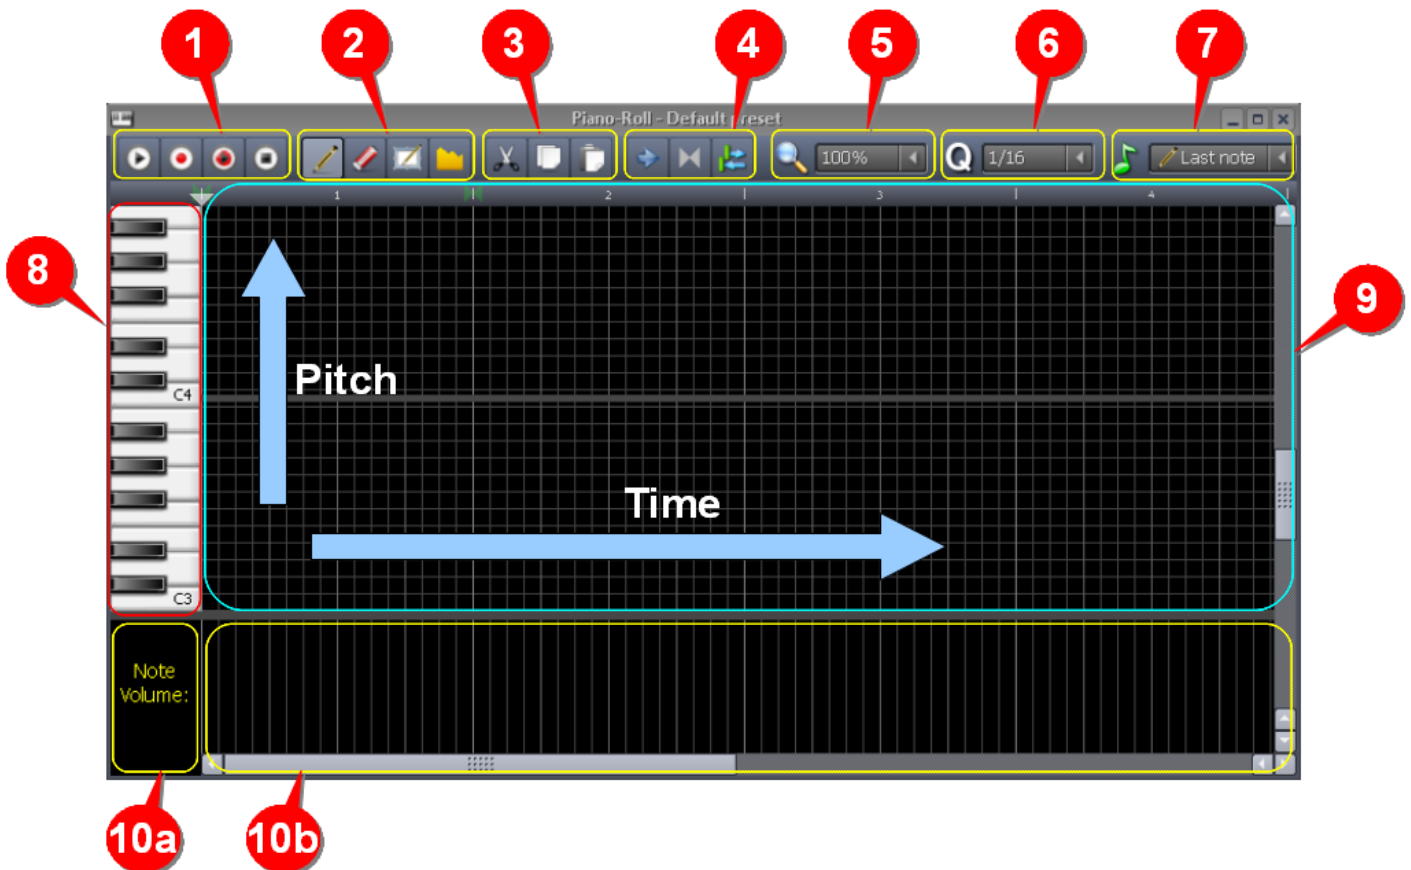 1 2 3 4 5 6 7
Piano-Roll - Default preset
100% Q 1/16 Last note
1 2 3 4
8
9
Pitch
C4
Time
C3
Note
Volume:
10a 10b